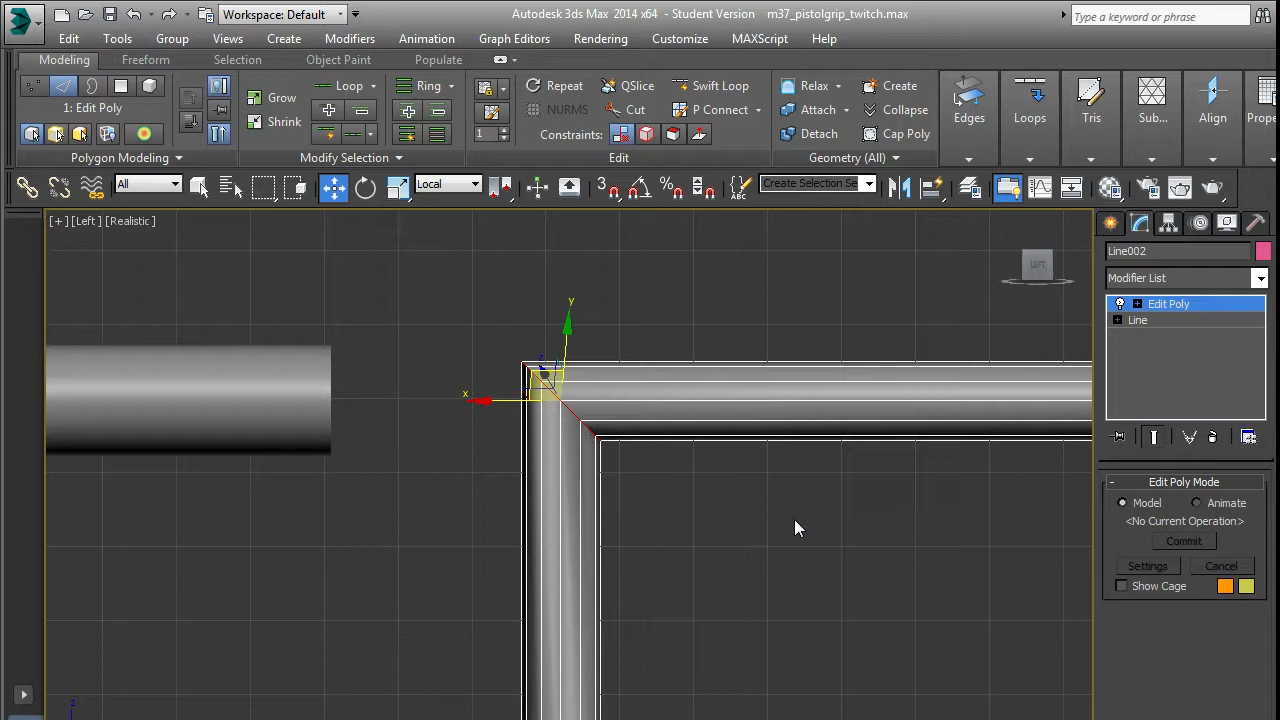 Workspace: Default
Autodesk 3ds Max 2014 x64 - Student Version m37_pistolgrip_twitch.max
Type a keyword or phrase
Edit Tools Group Views Create Modifiers Animation Graph Editors Rendering Customize MAXScript Help
Modeling Freeform Selection Object Paint Populate
Loop Ring Repeat QSlice Swift Loop Relax Create
1: Edit Poly Grow NURMS Cut P Connect Attach Collapse Edges Loops Tris Sub... Align Prope
Shrink 1 Constraints: Detach Cap Poly
Polygon Modeling Modify Selection Edit Geometry (All)
All Local 3 % ABC Create Selection Se
[+] [Left] [Realistic]
Line002
LEFT
Modifier List
Edit Poly
Line
y
z
x
Edit Poly Mode
Model Animate
<No Current Operation>
Commit
Settings Cancel
Show Cage
z